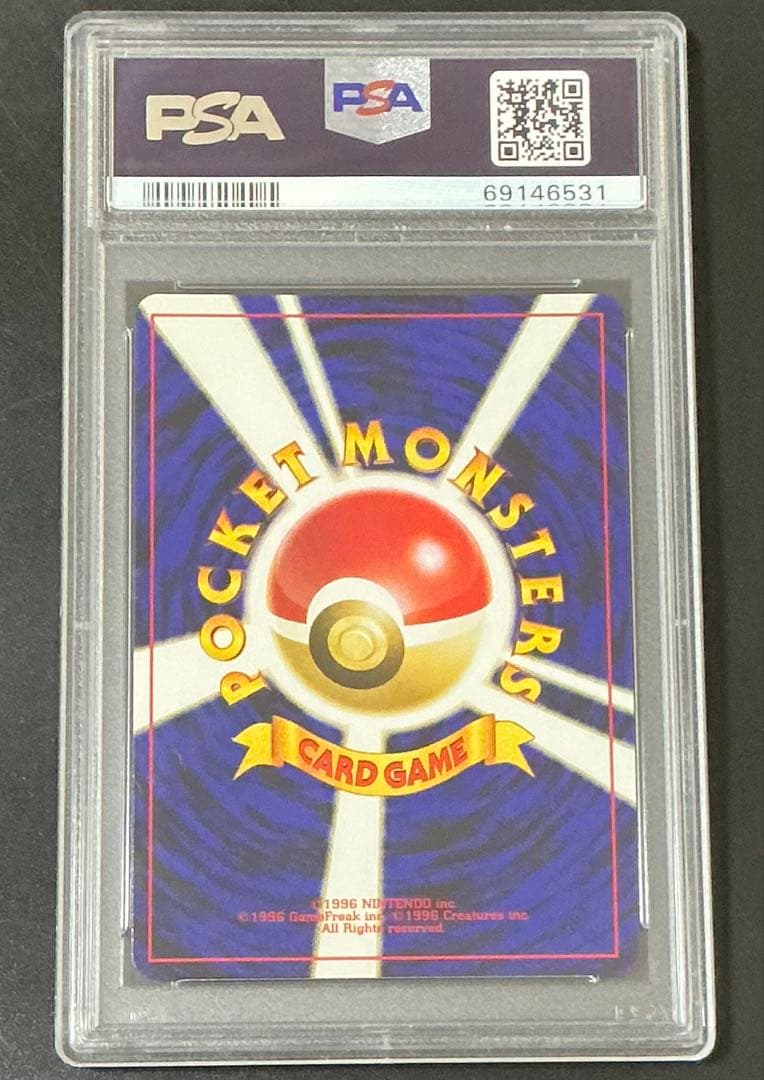 PSA
PSA
69146531
POCKET MONSTERS
CARD GAME
©1996 NINTENDO inc.
©1996 GameFreak inc. ©1996 Creatures inc.
All Rights reserved.